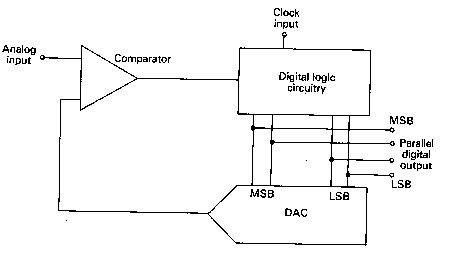 Clock
input
Analog
input
Comparator
Digital logic
circuitry
MSB
Parallel
digital
output
LSB
MSB
LSB
DAC